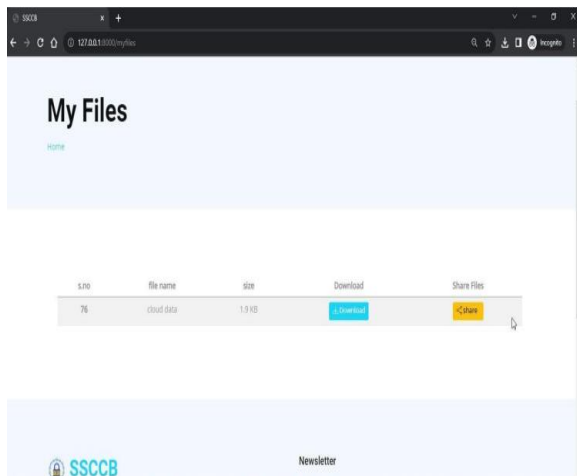 SSCCB
127.0.0.1:8000/myfiles
Incognito
My Files
Home
s.no file name size Download Share Files
76 cloud data 1.9 KB Download share
SSCCB
Newsletter